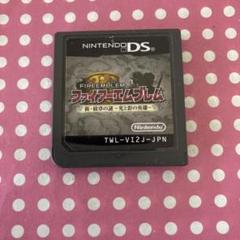 NINTENDO DS
FIRE EMBLEM
ファイアーエムブレム
新・紋章の謎 ～光と影の英雄～
Nintendo
TWL-VI2J-JPN